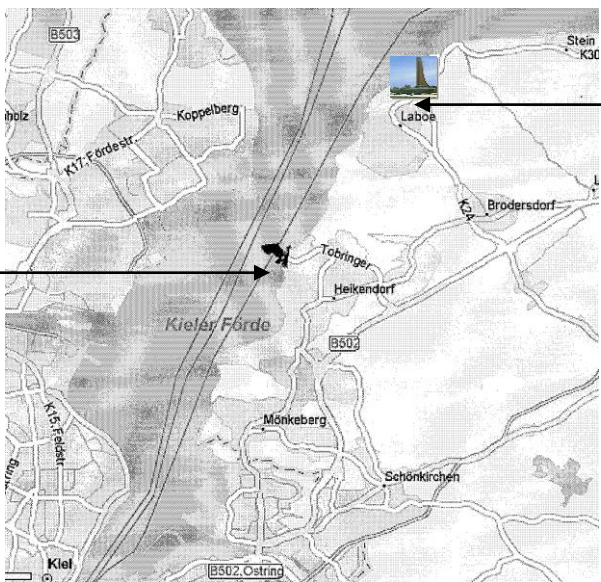 B503
Stein
K30
nholz
Koppelberg
Laboe
K17, Fördestr.
L
K24
Brodersdorf
Tobringer
Heikendorf
Kieler Förde
B502
K15, Feldstr
Mönkeberg
Schönkirchen
Kiel
B502, Ostring